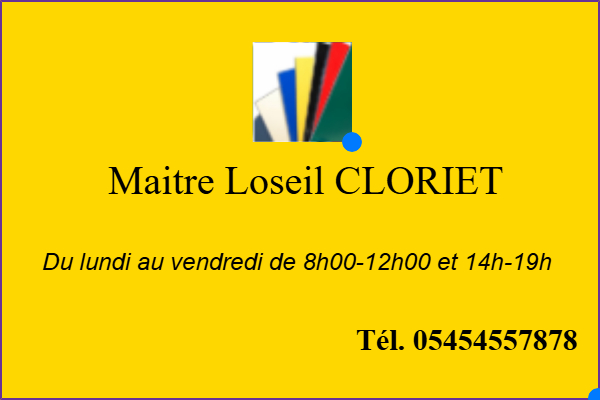 Maitre Loseil CLORIET
Du lundi au vendredi de 8h00-12h00 et 14h-19h
Tél. 05454557878